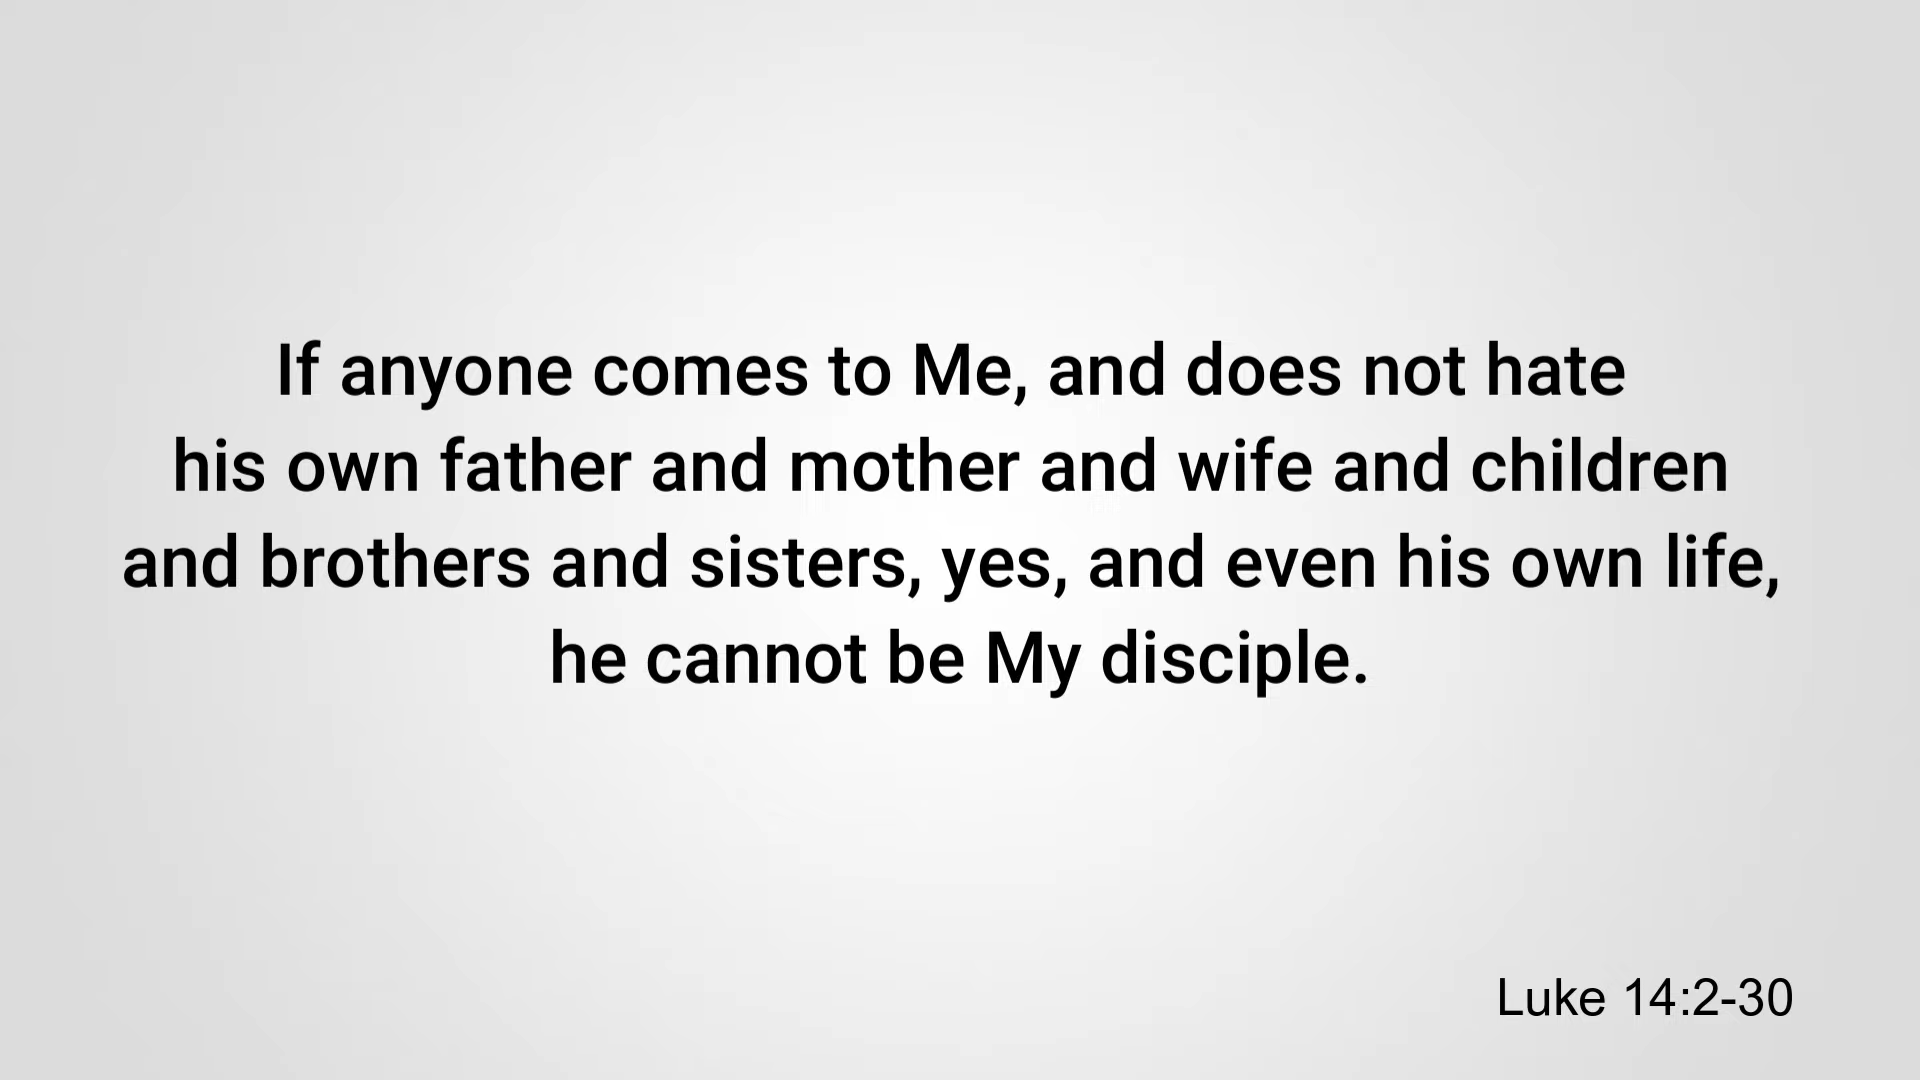 If anyone comes to Me, and does not hate
his own father and mother and wife and children
and brothers and sisters, yes, and even his own life,
he cannot be My disciple.
Luke 14:2-30